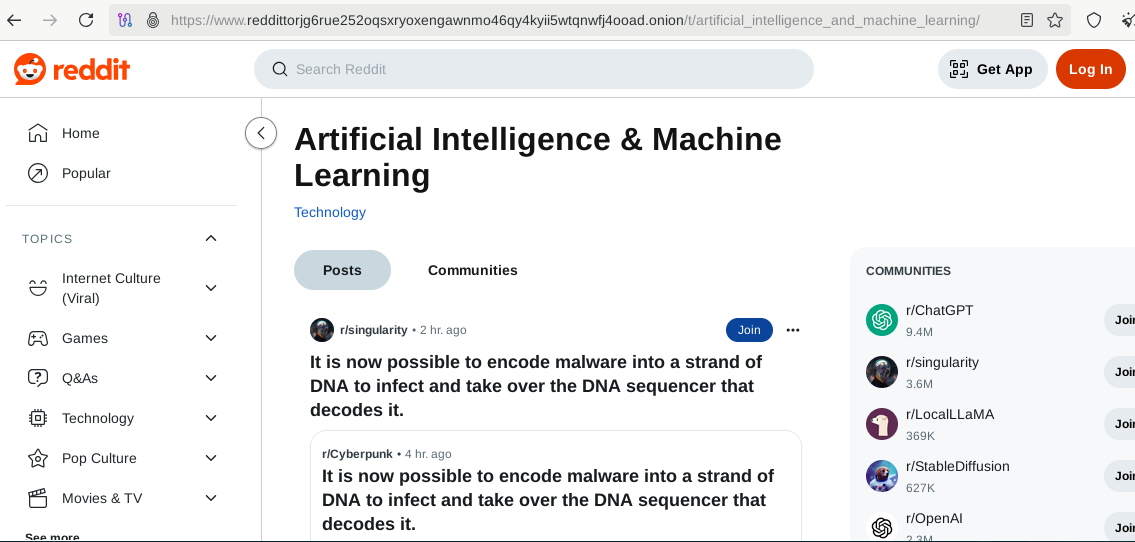 https://www.reddittorjg6rue252oqsxryoxengawnmo46qy4kyii5wtqnwfj4ooad.onion/t/artificial_intelligence_and_machine_learning/
reddit
Search Reddit
Get App
Log In
Home
Popular
TOPICS
Internet Culture
(Viral)
Games
Q&As
Technology
Pop Culture
Movies & TV
See more
Artificial Intelligence & Machine
Learning
Technology
Posts
Communities
r/singularity • 2 hr. ago
Join
It is now possible to encode malware into a strand of
DNA to infect and take over the DNA sequencer that
decodes it.
r/Cyberpunk • 4 hr. ago
It is now possible to encode malware into a strand of
DNA to infect and take over the DNA sequencer that
decodes it.
COMMUNITIES
r/ChatGPT
9.4M
Join
r/singularity
3.6M
Join
r/LocalLLaMA
369K
Join
r/StableDiffusion
627K
Join
r/OpenAI
2.3M
Join